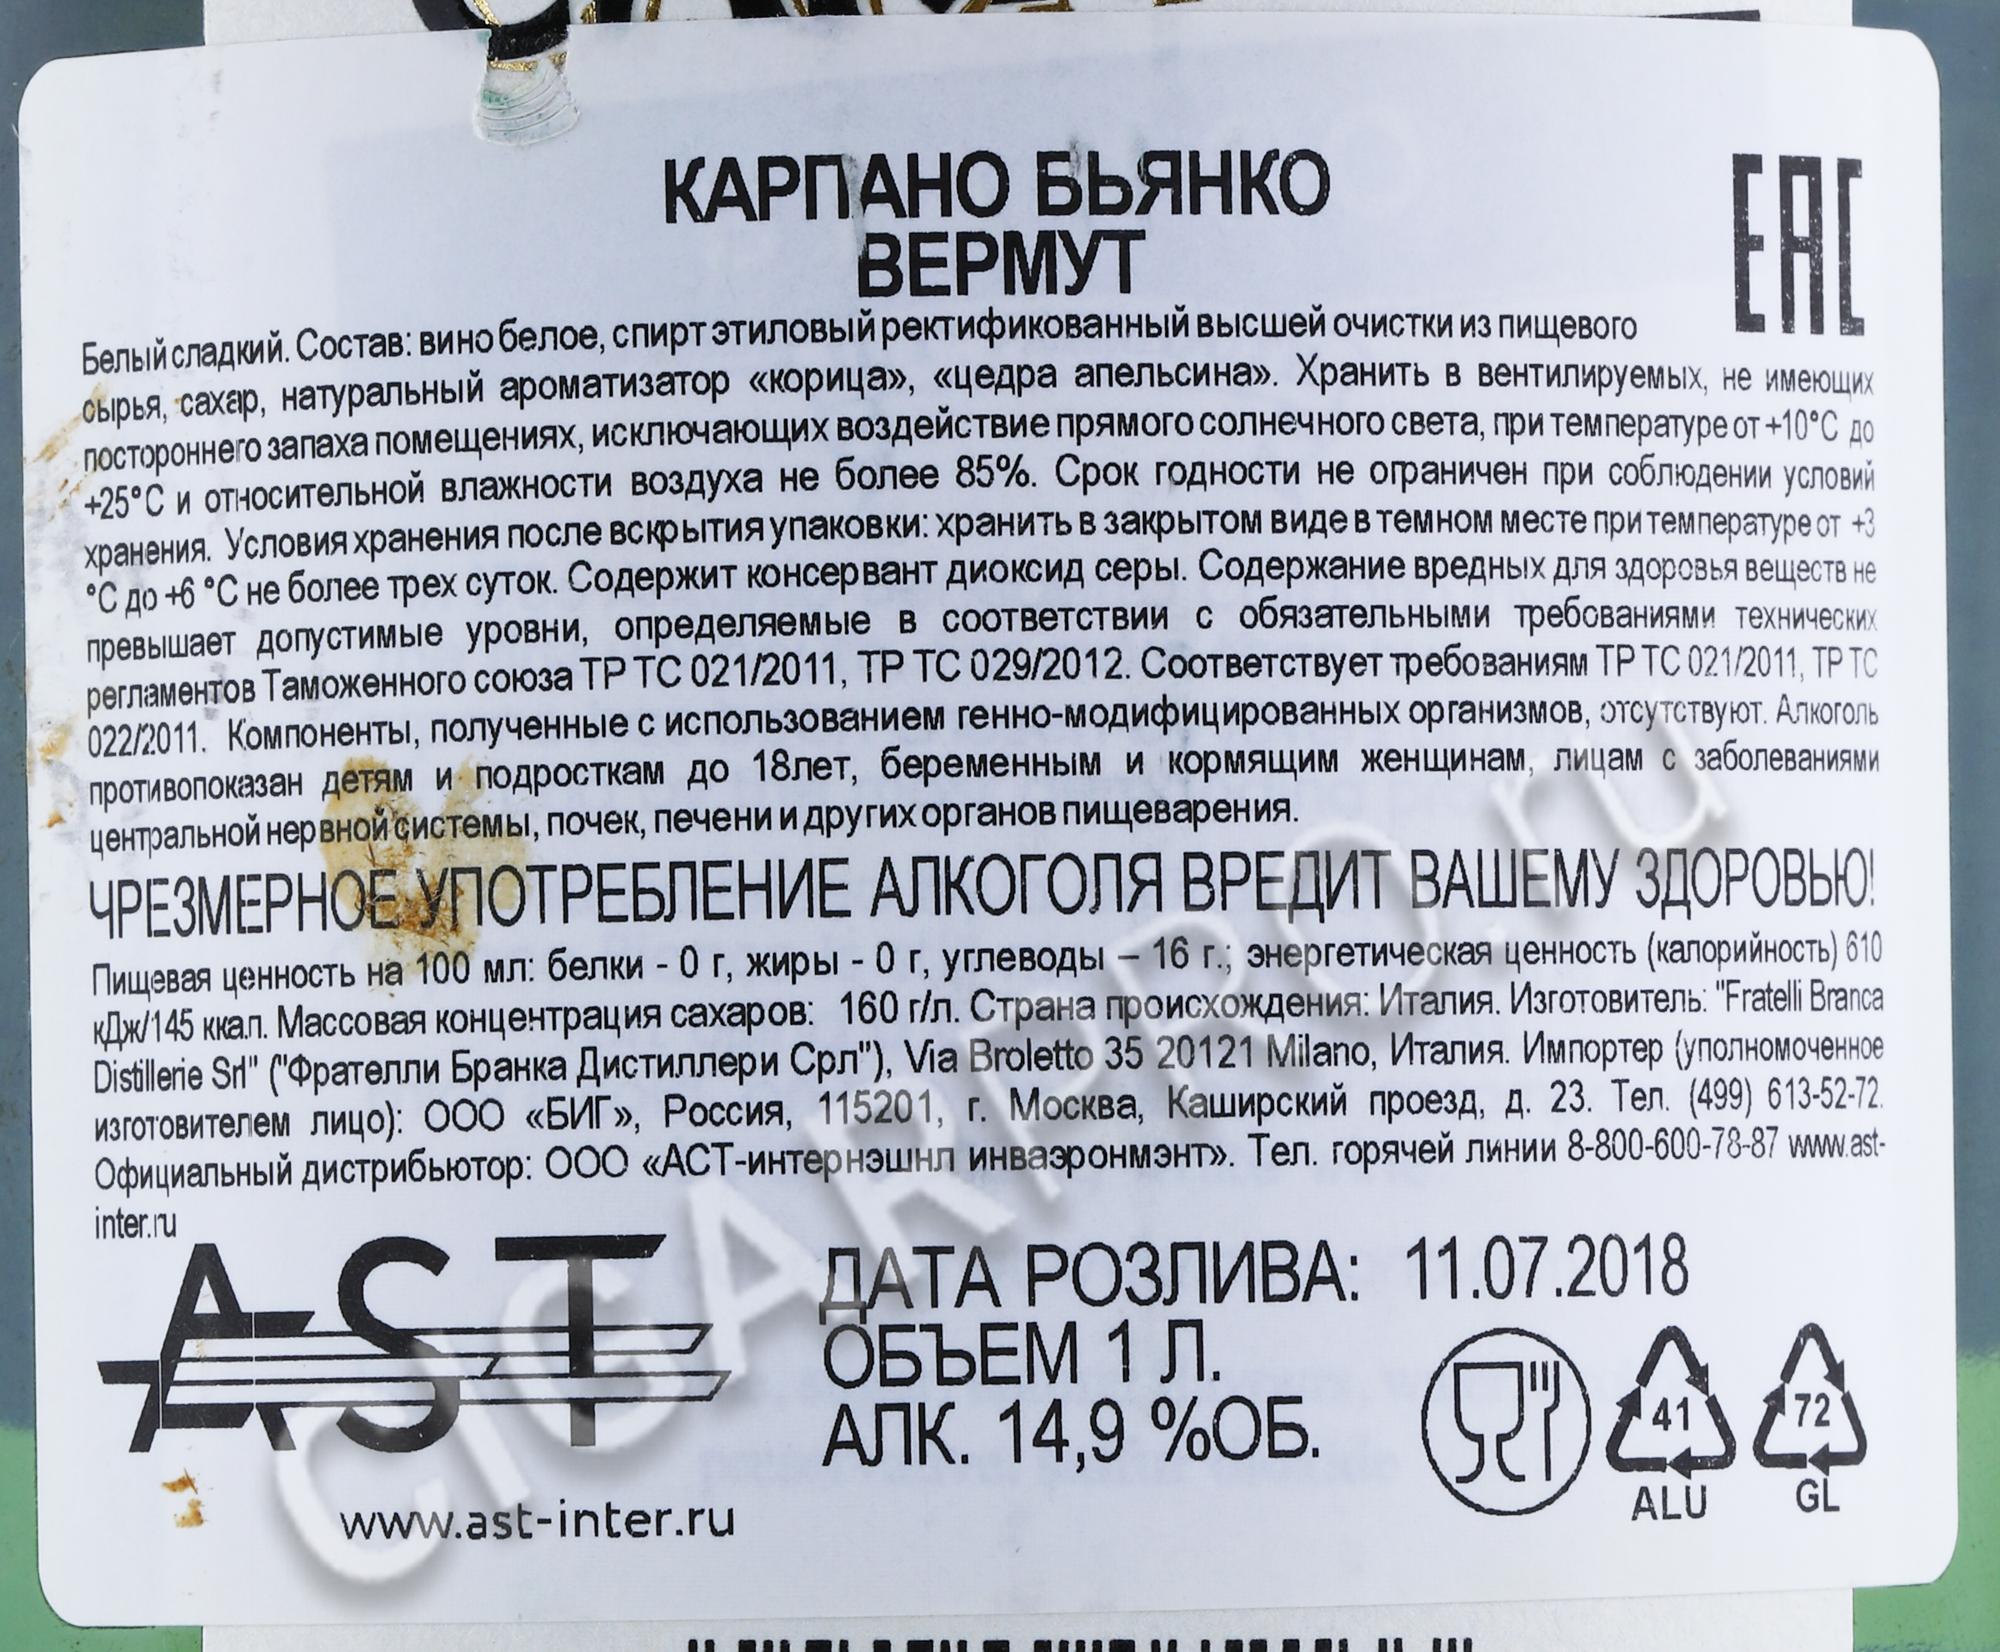 КАРПАНО БЬЯНКО
ВЕРМУТ
EAC
Белый сладкий. Состав: вино белое, спирт этиловый ректификованный высшей очистки из пищевого
сырья, сахар, натуральный ароматизатор «корица», «цедра апельсина». Хранить в вентилируемых, не имеющих
постороннего запаха помещениях, исключающих воздействие прямого солнечного света, при температуре от +10°С до
+25°С и относительной влажности воздуха не более 85%. Срок годности не ограничен при соблюдении условий
хранения. Условия хранения после вскрытия упаковки: хранить в закрытом виде в темном месте при температуре от +3
°С до +6 °С не более трех суток. Содержит консервант диоксид серы. Содержание вредных для здоровья веществ не
превышает допустимые уровни, определяемые в соответствии с обязательными требованиями технических
регламентов Таможенного союза ТР ТС 021/2011, ТР ТС 029/2012. Соответствует требованиям ТР ТС 021/2011, ТР ТС
022/2011. Компоненты, полученные с использованием генно-модифицированных организмов, отсутствуют. Алкоголь
противопоказан детям и подросткам до 18лет, беременным и кормящим женщинам, лицам с заболеваниями
центральной нервной системы, почек, печени и других органов пищеварения.
ЧРЕЗМЕРНОЕ УПОТРЕБЛЕНИЕ АЛКОГОЛЯ ВРЕДИТ ВАШЕМУ ЗДОРОВЬЮ!
Пищевая ценность на 100 мл: белки - 0 г, жиры - 0 г, углеводы – 16 г.; энергетическая ценность (калорийность) 610
кДж/145 ккал. Массовая концентрация сахаров: 160 г/л. Страна происхождения: Италия. Изготовитель: "Fratelli Branca
Distillerie Srl" ("Фрателли Бранка Дистиллери Срл"), Via Broletto 35 20121 Milano, Италия. Импортер (уполномоченное
изготовителем лицо): ООО «БИГ», Россия, 115201, г. Москва, Каширский проезд, д. 23. Тел. (499) 613-52-72.
Официальный дистрибьютор: ООО «АСТ-интернэшнл инваэронмэнт». Тел. горячей линии 8-800-600-78-87 www.ast-
inter.ru
AST
www.ast-inter.ru
ДАТА РОЗЛИВА: 11.07.2018
ОБЪЕМ 1 Л.
АЛК. 14,9 %ОБ.
41
ALU
72
GL
CIGARPRO.ru